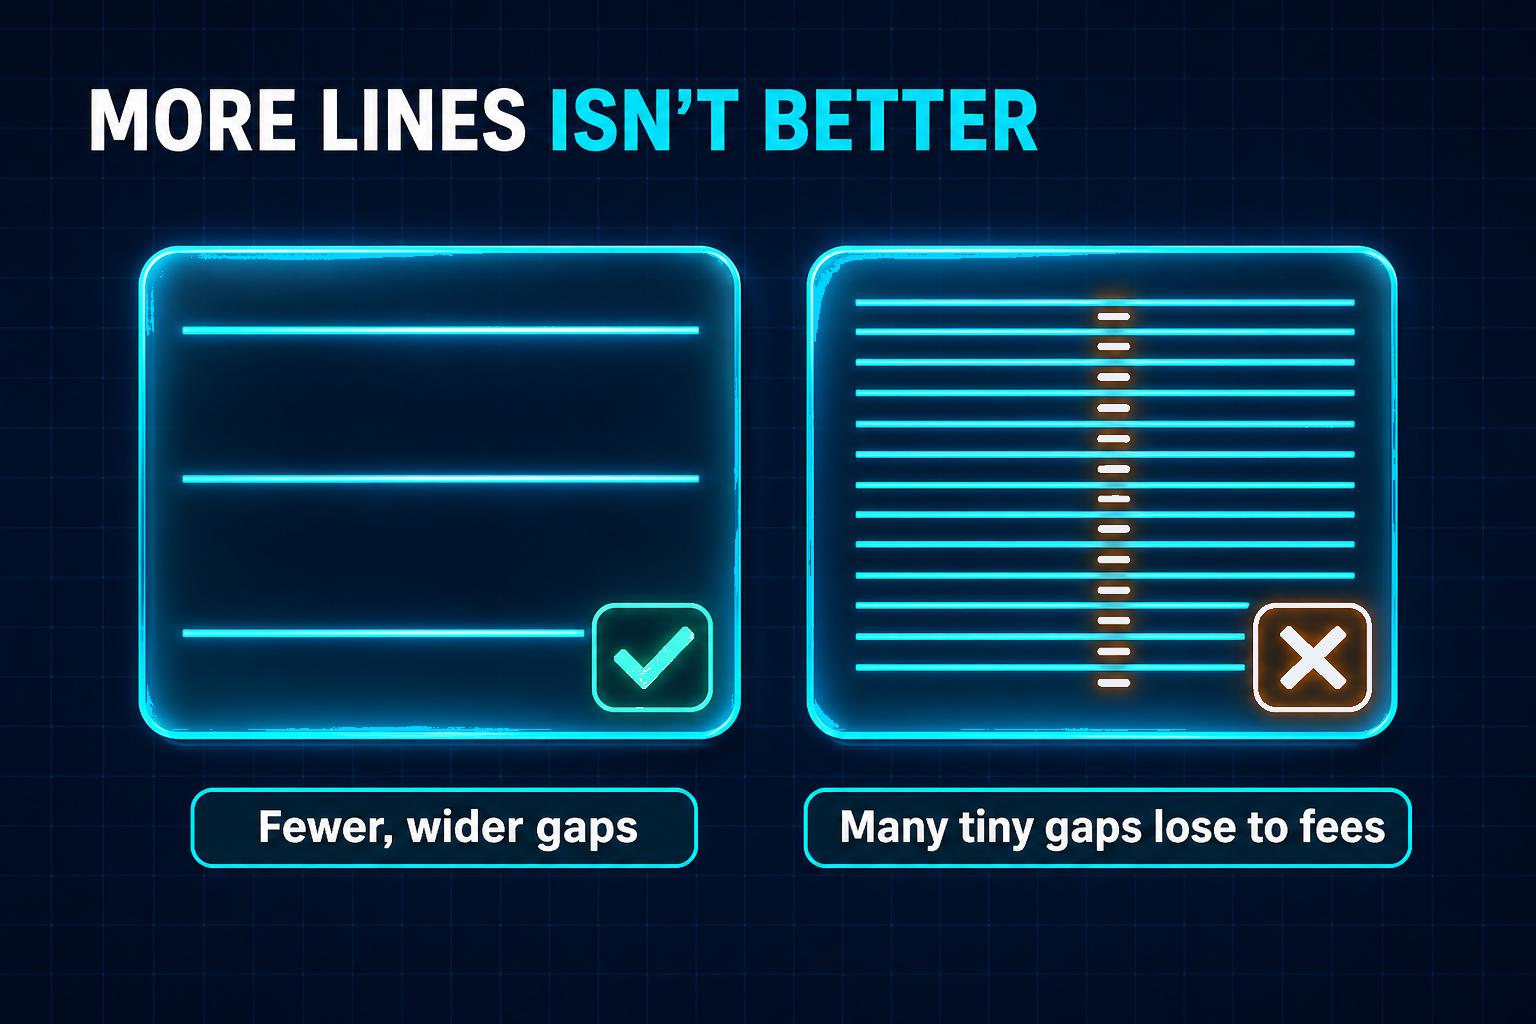 MORE LINES ISN’T BETTER
Fewer, wider gaps
Many tiny gaps lose to fees